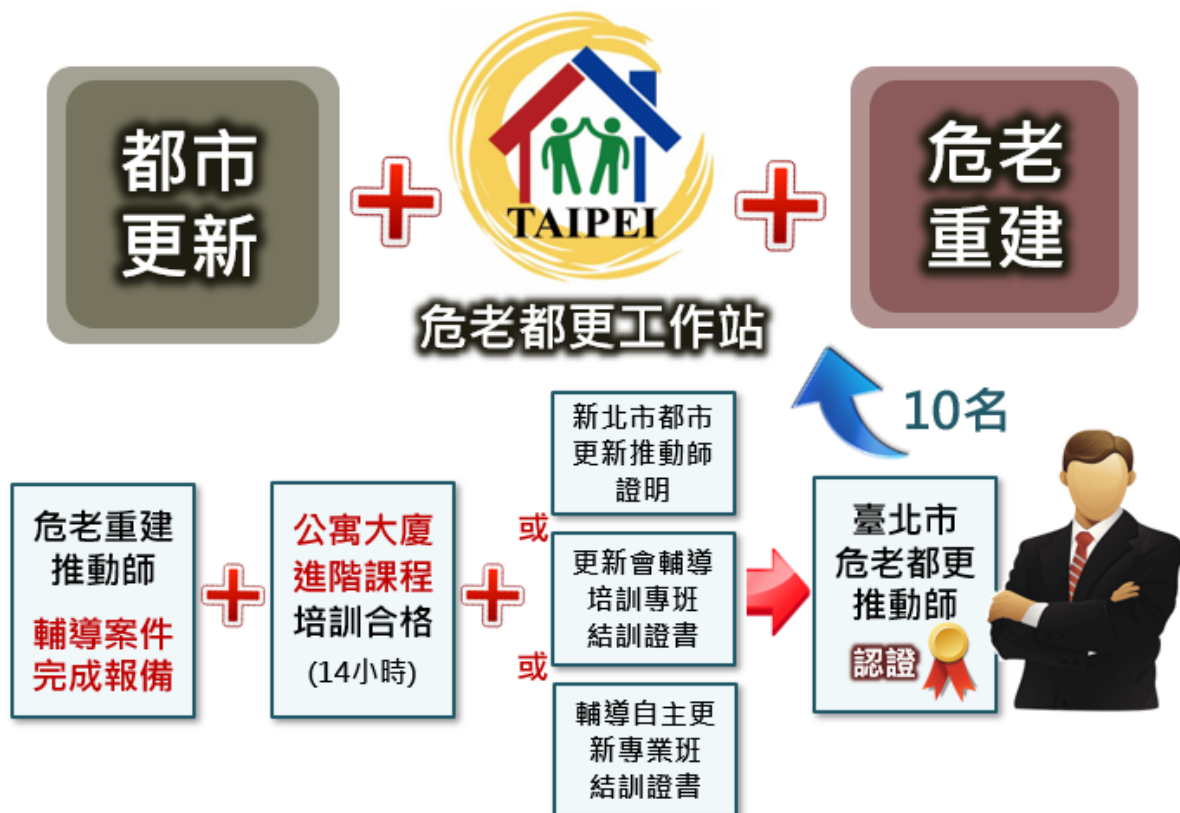 都市
更新
TAIPEI
危老都更工作站
危老
重建
10名
危老重建
推動師
輔導案件
完成報備
公寓大廈
進階課程
培訓合格
(14小時)
或
或
新北市都市
更新推動師
證明
更新會輔導
培訓專班
結訓證書
輔導自主更
新專業班
結訓證書
臺北市
危老都更
推動師
認證